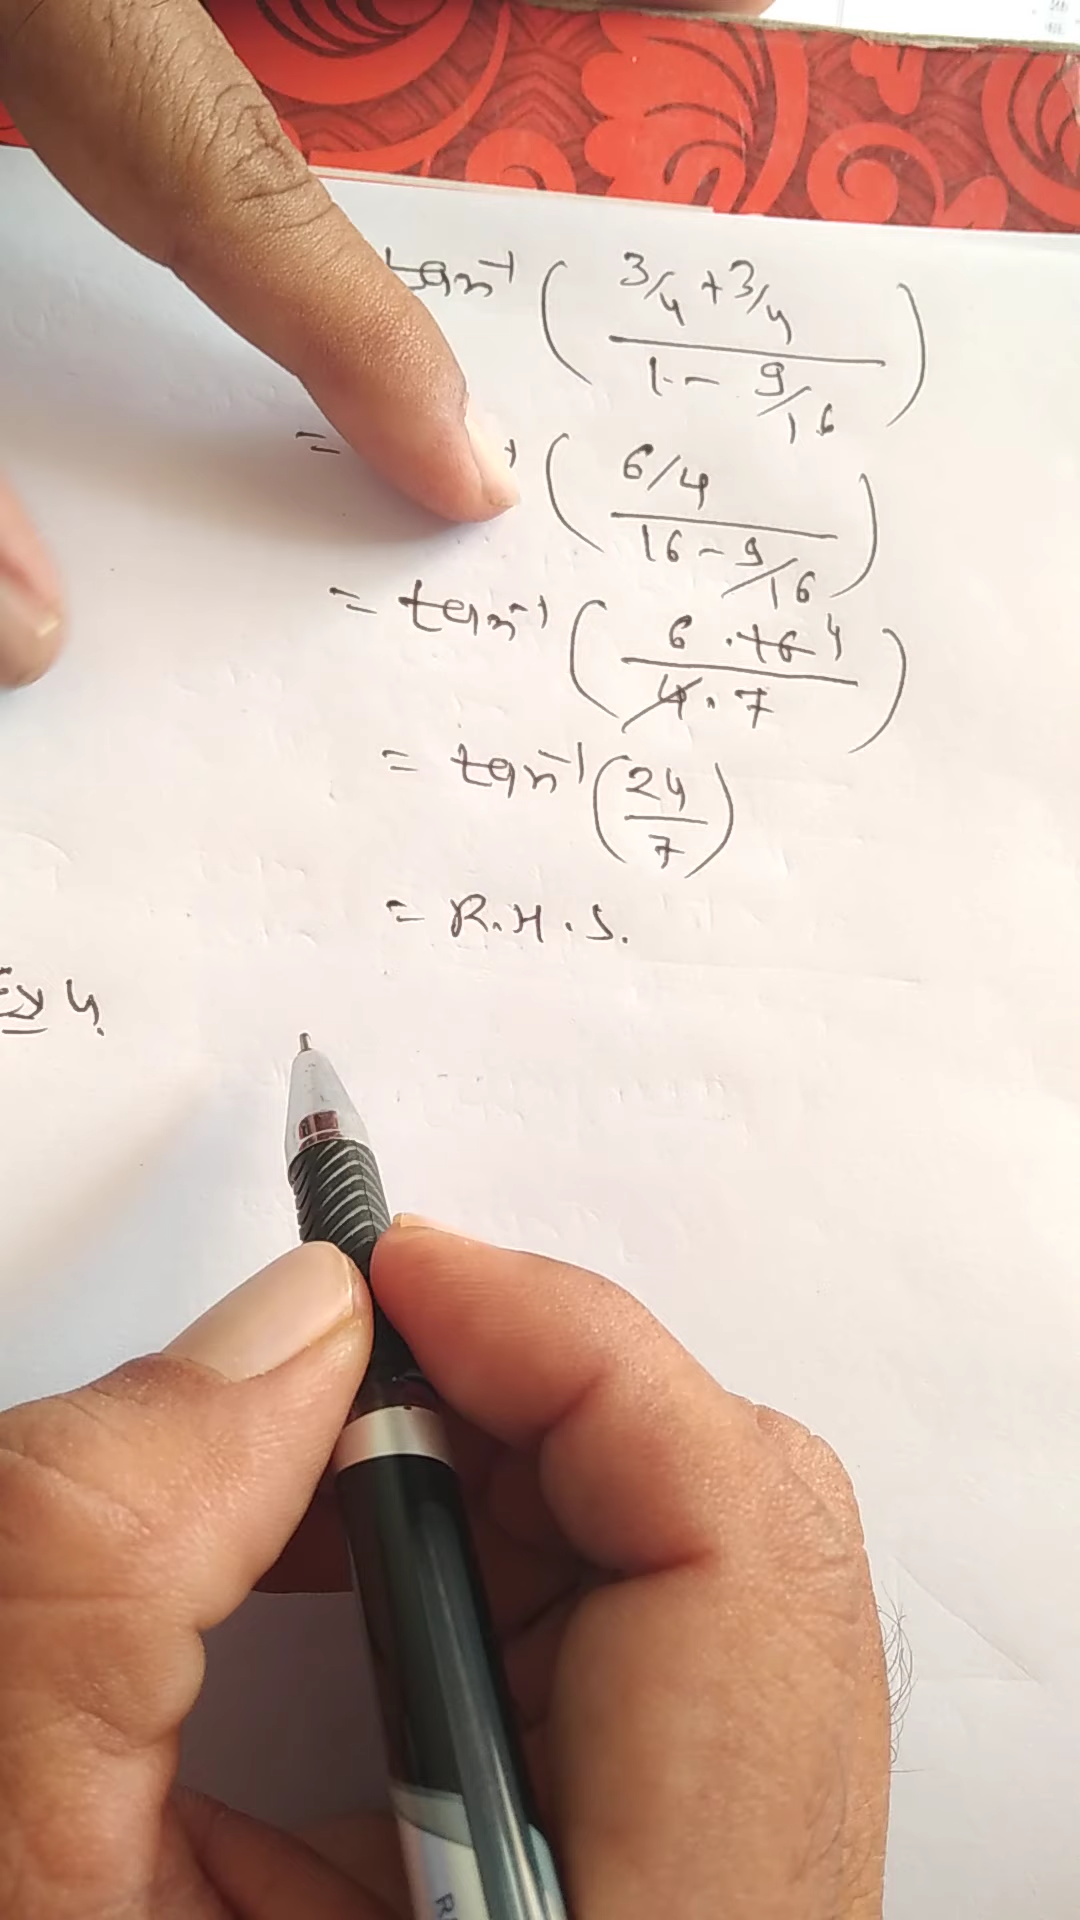 tan⁻¹ ( 3/4 + 3/4 / 1 - 9/16 )
= ( 6/4 / 16 - 9/16 )
= tan⁻¹ ( 6 . 16 4 / 4 . 7 )
= tan⁻¹ ( 24 / 7 )
= R.H.S.
Ex 4.